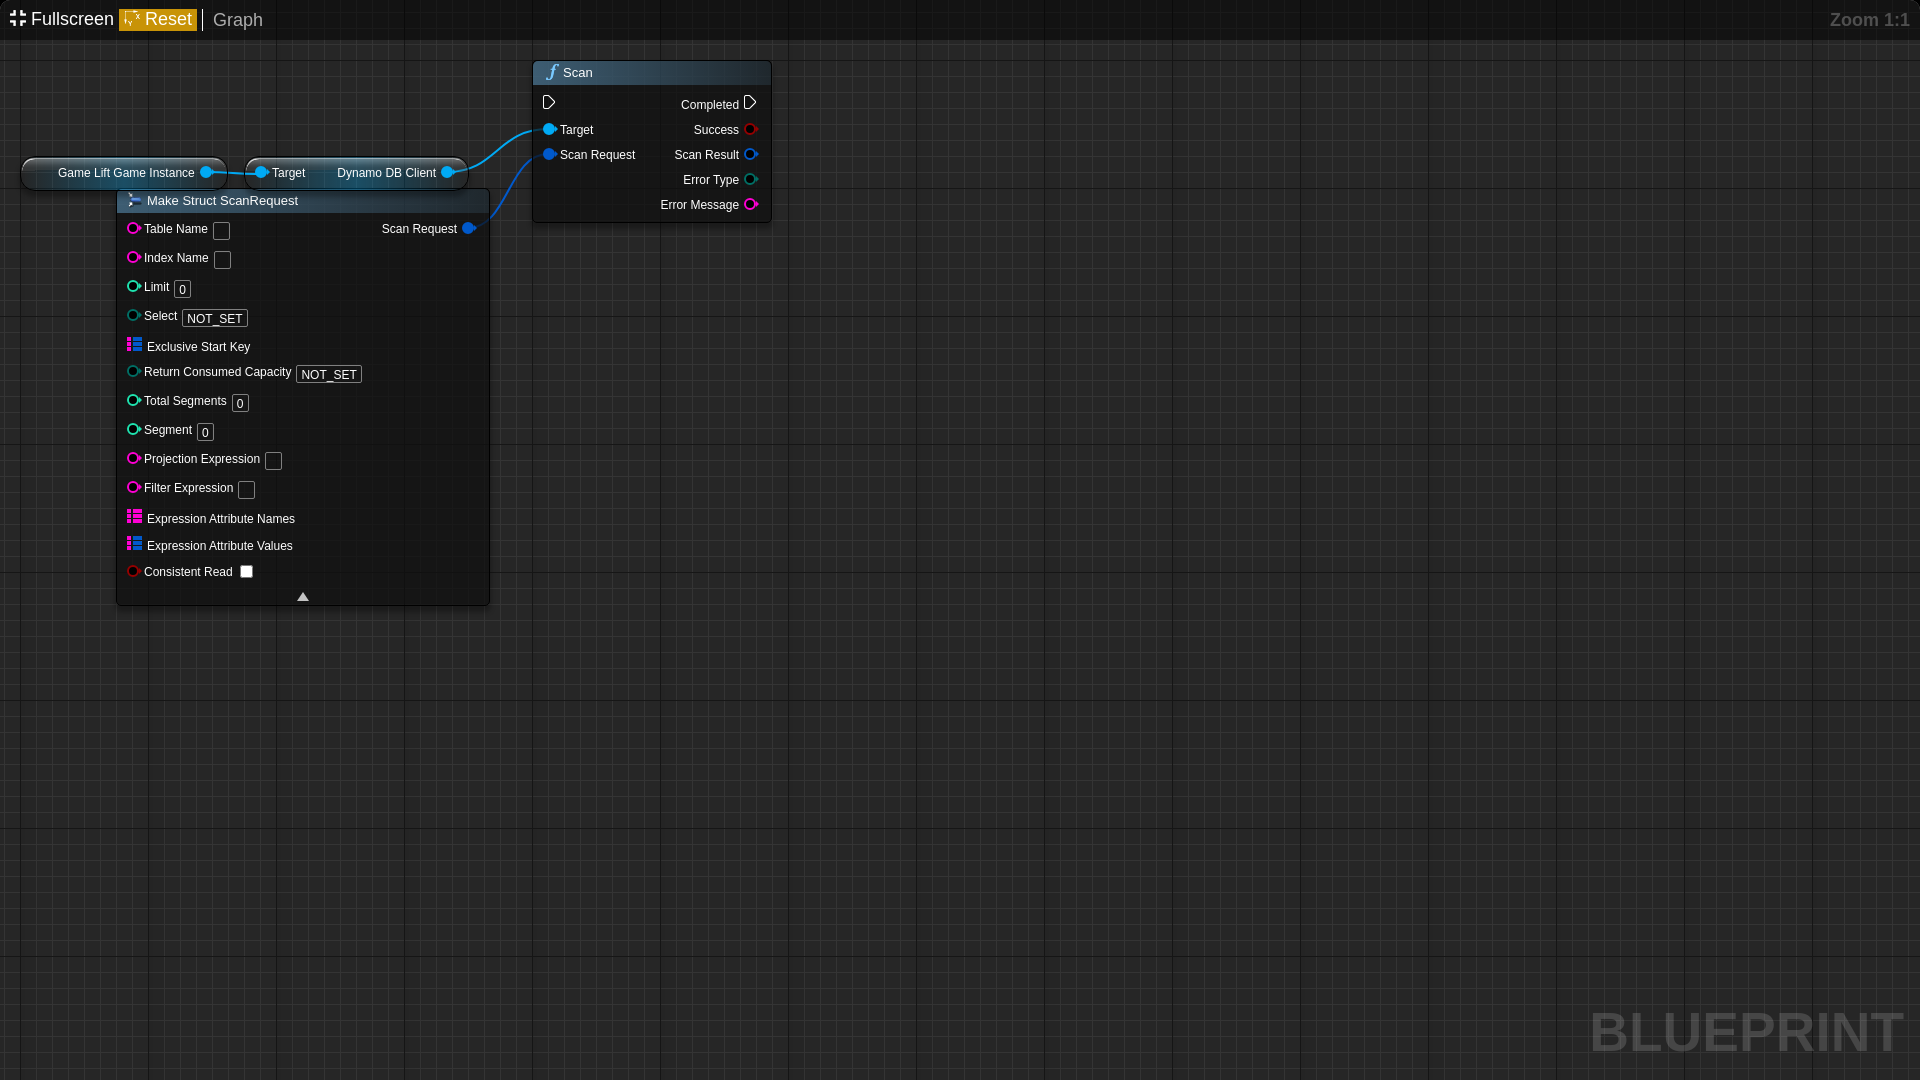 Fullscreen Reset Graph Zoom 1:1
Scan
Completed
Target Success
Scan Request Scan Result
Error Type
Error Message
Game Lift Game Instance
Target Dynamo DB Client
Make Struct ScanRequest
Table Name Scan Request
Index Name
Limit 0
Select NOT_SET
Exclusive Start Key
Return Consumed Capacity NOT_SET
Total Segments 0
Segment 0
Projection Expression
Filter Expression
Expression Attribute Names
Expression Attribute Values
Consistent Read
BLUEPRINT